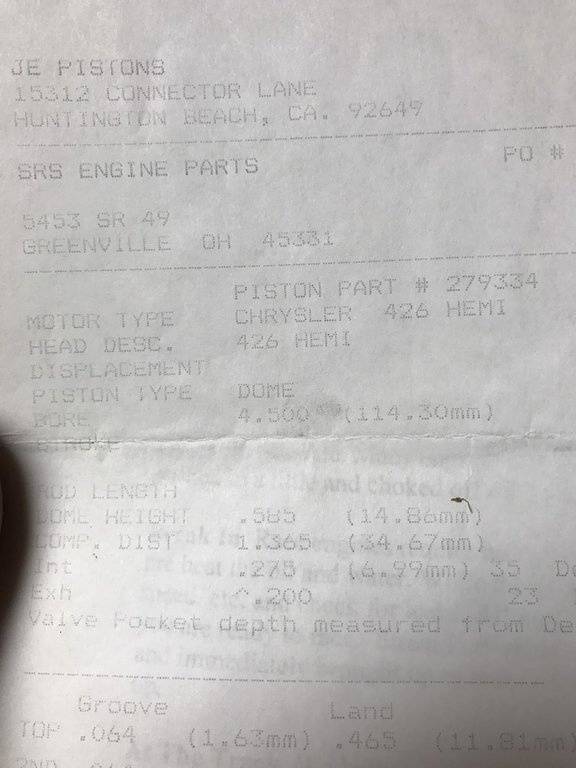 JE PISTONS
15312 CONNECTOR LANE
HUNTINGTON BEACH, CA. 92649
SRS ENGINE PARTS PO #
5453 SR 49
GREENVILLE OH 45331
PISTON PART # 279334
MOTOR TYPE CHRYSLER 426 HEMI
HEAD DESC. 426 HEMI
DISPLACEMENT
PISTON TYPE DOME
BORE 4.500 (114.30mm)
STROKE
ROD LENGTH
DOME HEIGHT .585 (14.86mm)
COMP. DIST 1.365 (34.67mm)
Int .275 (6.99mm) 35 De
Exh ^.200 23
Valve Pocket depth measured from De
Groove Land
TOP .064 (1.63mm) .465 (11.81mm)
2ND